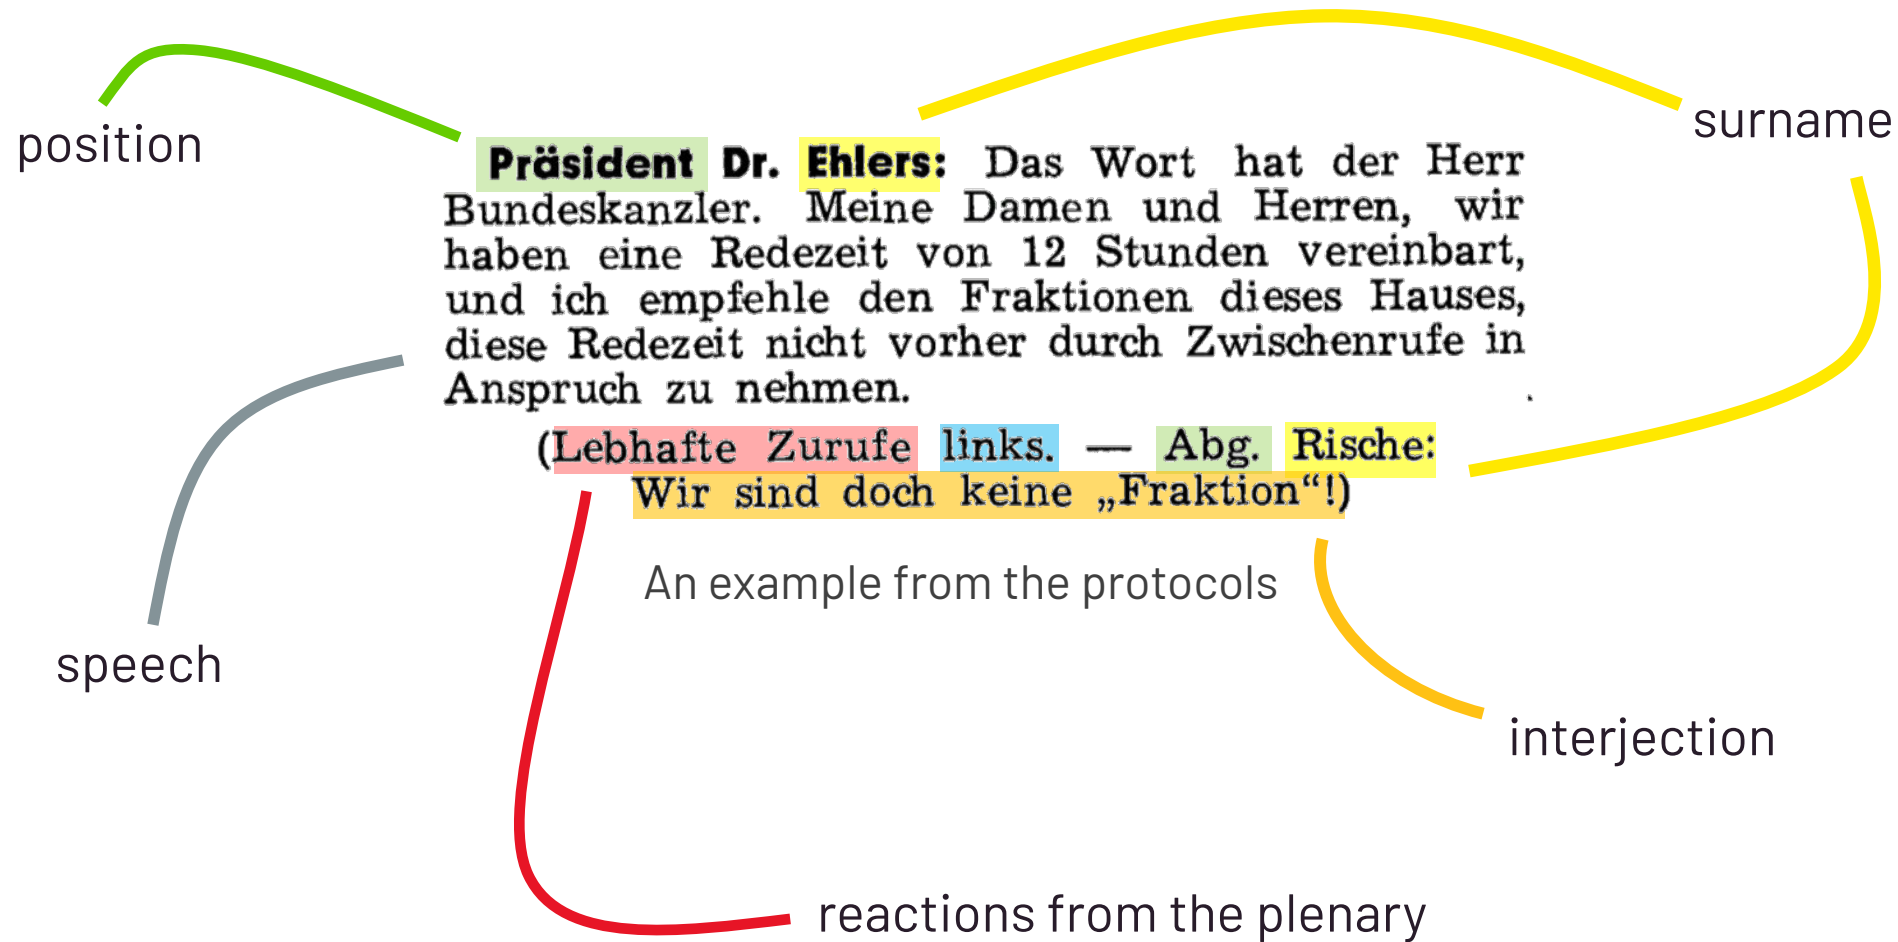 position
surname
Präsident Dr. Ehlers: Das Wort hat der Herr
Bundeskanzler. Meine Damen und Herren, wir
haben eine Redezeit von 12 Stunden vereinbart,
und ich empfehle den Fraktionen dieses Hauses,
diese Redezeit nicht vorher durch Zwischenrufe in
Anspruch zu nehmen.
(Lebhafte Zurufe links. — Abg. Rische:
Wir sind doch keine „Fraktion“!)
An example from the protocols
speech
interjection
reactions from the plenary